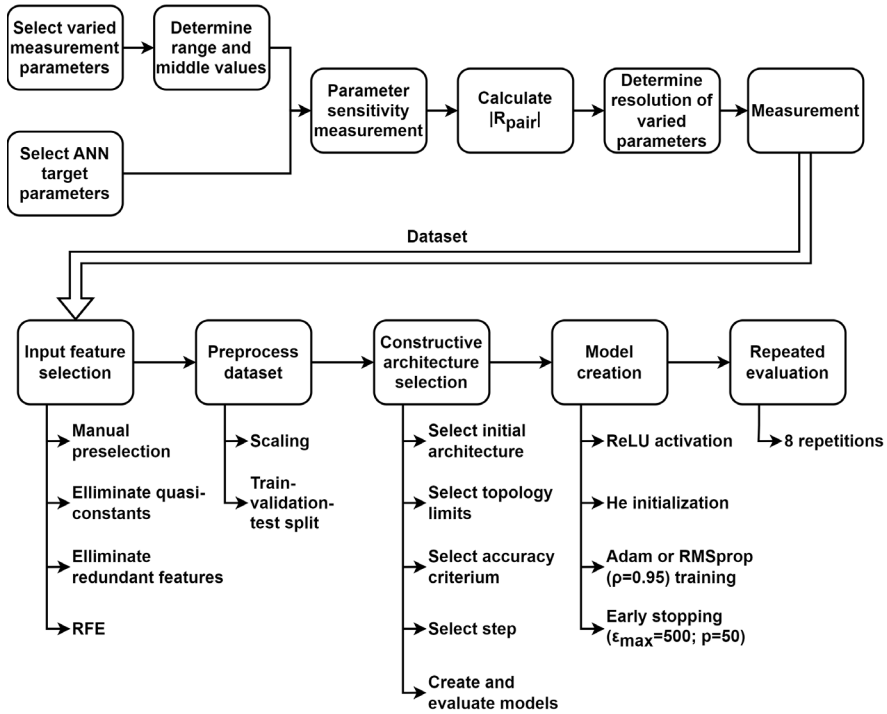 Select varied
measurement
parameters
Determine
range and
middle values
Select ANN
target
parameters
Parameter
sensitivity
measurement
Calculate
|Rpair|
Determine
resolution of
varied
parameters
Measurement
Dataset
Input feature
selection
Manual
preselection
Elliminate quasi-
constants
Elliminate
redundant features
RFE
Preprocess
dataset
Scaling
Train-
validation-
test split
Constructive
architecture
selection
Select initial
architecture
Select topology
limits
Select accuracy
criterium
Select step
Create and
evaluate models
Model
creation
ReLU activation
He initialization
Adam or RMSprop
(ρ=0.95) training
Early stopping
(εmax=500; p=50)
Repeated
evaluation
8 repetitions